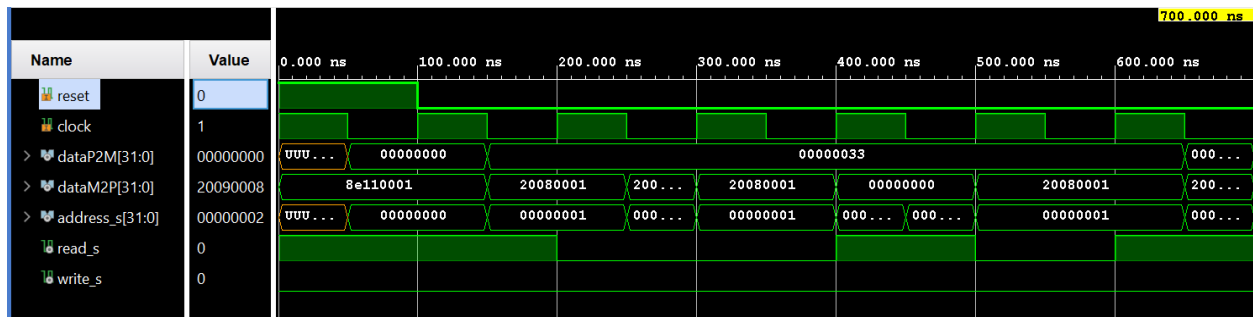 700.000 ns
Name Value 0.000 ns 100.000 ns 200.000 ns 300.000 ns 400.000 ns 500.000 ns 600.000 ns
reset 0
clock 1
dataP2M[31:0] 00000000 UUU... 00000000 00000033 000...
dataM2P[31:0] 20090008 8e110001 20080001 200... 20080001 00000000 20080001 200...
address_s[31:0] 00000002 UUU... 00000000 00000001 000... 00000001 000... 000... 00000001 000...
read_s 0
write_s 0